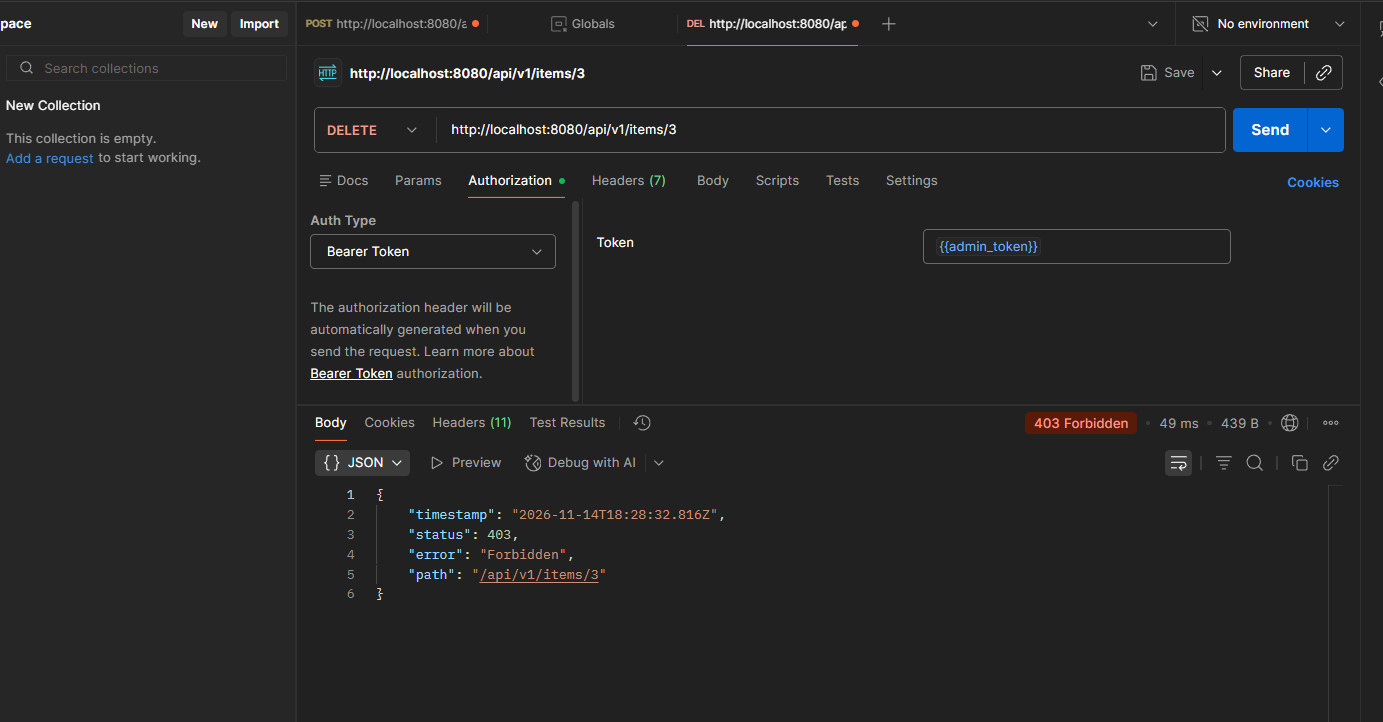 pace New Import
POST http://localhost:8080/a
Globals
DEL http://localhost:8080/ap
No environment
Search collections
New Collection
This collection is empty.
Add a request to start working.
HTTP http://localhost:8080/api/v1/items/3
Save
Share
DELETE http://localhost:8080/api/v1/items/3
Send
Docs Params Authorization Headers (7) Body Scripts Tests Settings
Cookies
Auth Type
Bearer Token
The authorization header will be
automatically generated when you
send the request. Learn more about
Bearer Token authorization.
Token {{admin_token}}
Body Cookies Headers (11) Test Results
403 Forbidden • 49 ms • 439 B
{} JSON Preview Debug with AI
1 {
2 "timestamp": "2026-11-14T18:28:32.816Z",
3 "status": 403,
4 "error": "Forbidden",
5 "path": "/api/v1/items/3"
6 }